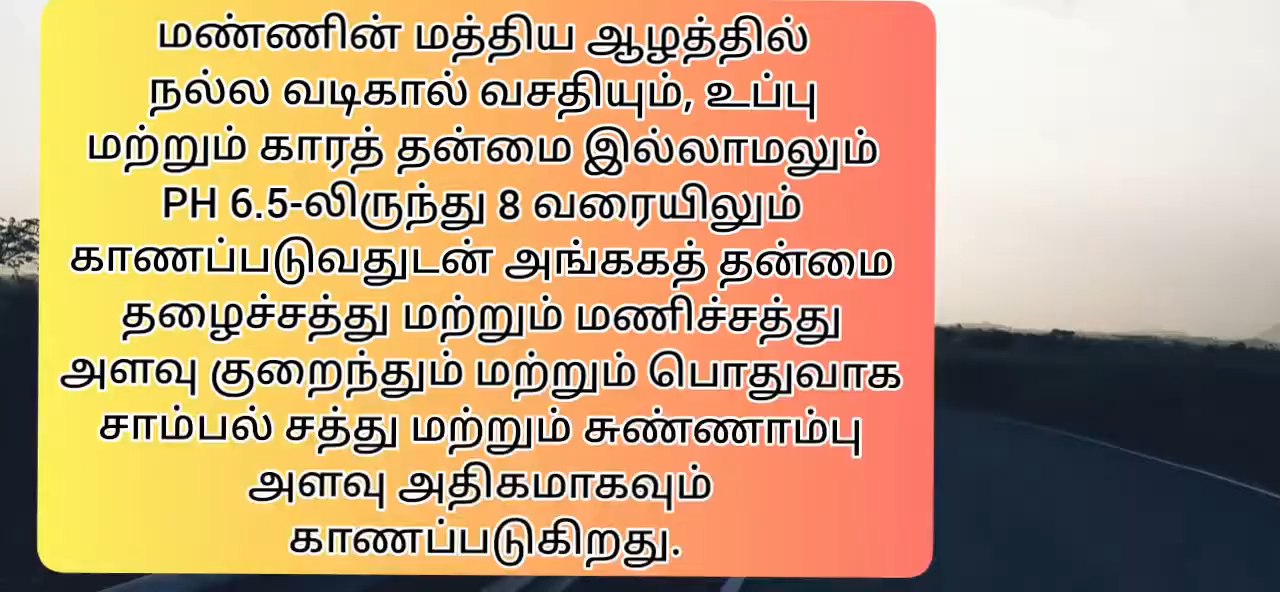 மண்ணின் மத்திய ஆழத்தில்
நல்ல வடிகால் வசதியும், உப்பு
மற்றும் காரத் தன்மை இல்லாமலும்
PH 6.5-லிருந்து 8 வரையிலும்
காணப்படுவதுடன் அங்ககத் தன்மை
தழைச்சத்து மற்றும் மணிச்சத்து
அளவு குறைந்தும் மற்றும் பொதுவாக
சாம்பல் சத்து மற்றும் சுண்ணாம்பு
அளவு அதிகமாகவும்
காணப்படுகிறது.